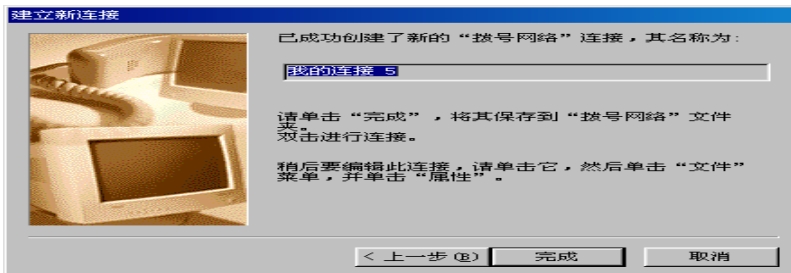 建立新连接
已成功创建了新的“拨号网络”连接，其名称为:
我的连接 5
请单击“完成”，将其保存到“拨号网络”文件
夹。
双击进行连接。
稍后要编辑此连接，请单击它，然后单击“文件”
菜单，并单击“属性”。
< 上一步(B)
完成
取消